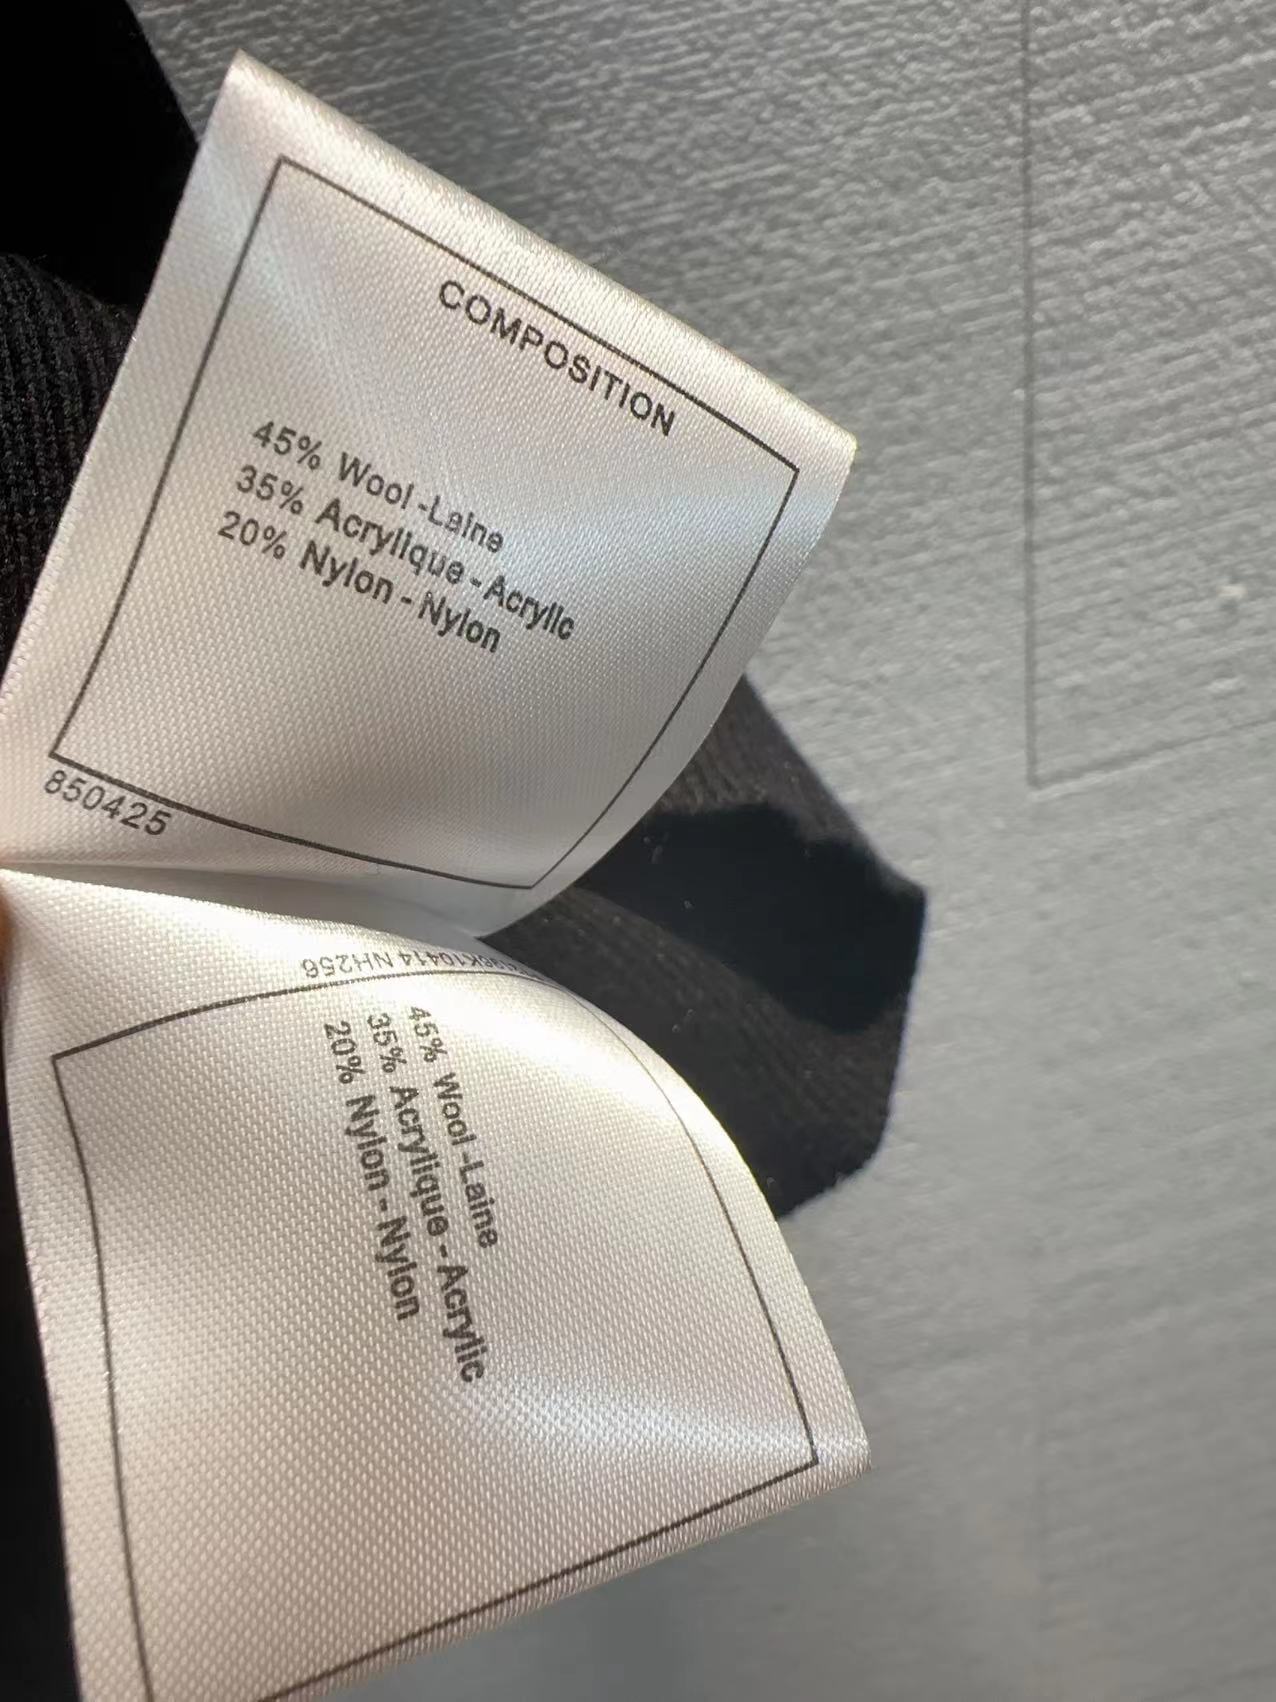 COMPOSITION
45% Wool -Laine
35% Acrylique - Acrylic
20% Nylon - Nylon
850425
K10414 NH256
45% Wool -Laine
35% Acrylique - Acrylic
20% Nylon - Nylon